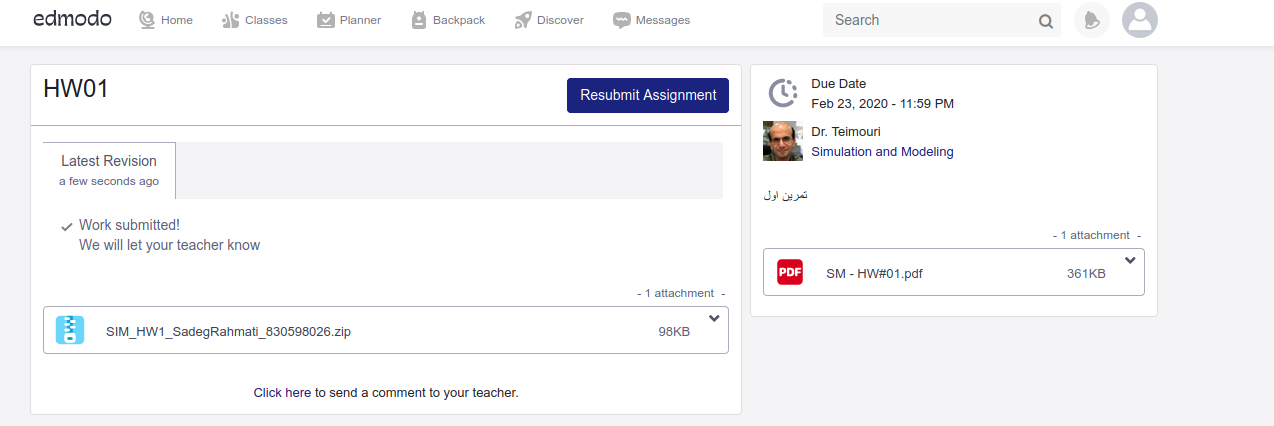 edmodo
Home
Classes
Planner
Backpack
Discover
Messages
Search
HW01
Resubmit Assignment
Latest Revision
a few seconds ago
Work submitted!
We will let your teacher know
- 1 attachment -
SIM_HW1_SadegRahmati_830598026.zip
98KB
Click here to send a comment to your teacher.
Due Date
Feb 23, 2020 - 11:59 PM
Dr. Teimouri
Simulation and Modeling
تمرین اول
- 1 attachment -
PDF
SM - HW#01.pdf
361KB